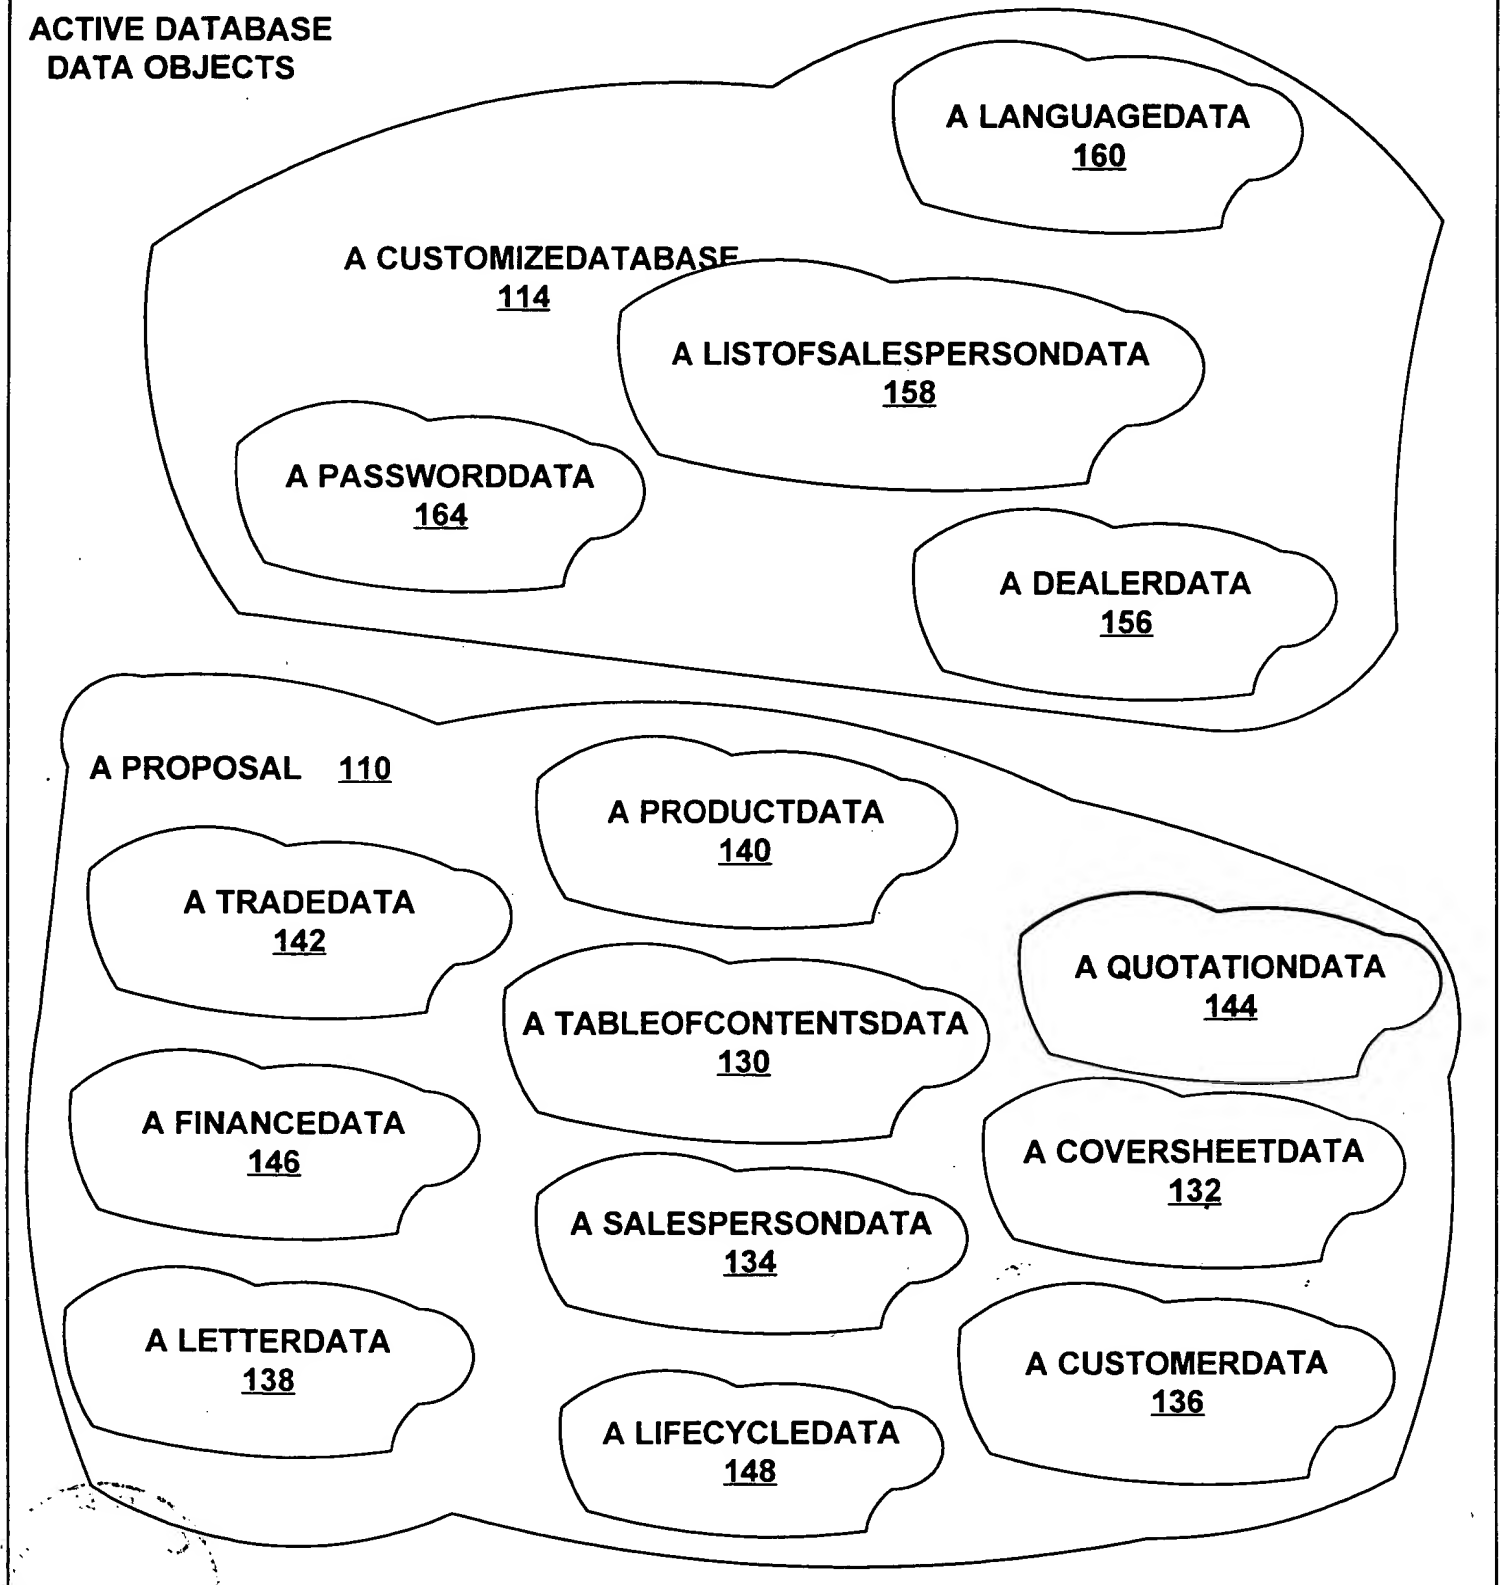 ACTIVE DATABASE
DATA OBJECTS
A LANGUAGEDATA
160
A CUSTOMIZEDATABASE
114
A LISTOFSALESPERSONDATA
158
A PASSWORDDATA
164
A DEALERDATA
156
A PROPOSAL 110
A PRODUCTDATA
140
A TRADEDATA
142
A QUOTATIONDATA
144
A TABLEOFCONTENTSDATA
130
A FINANCEDATA
146
A COVERSHEETDATA
132
A SALESPERSONDATA
134
A LETTERDATA
138
A CUSTOMERDATA
136
A LIFECYCLEDATA
148